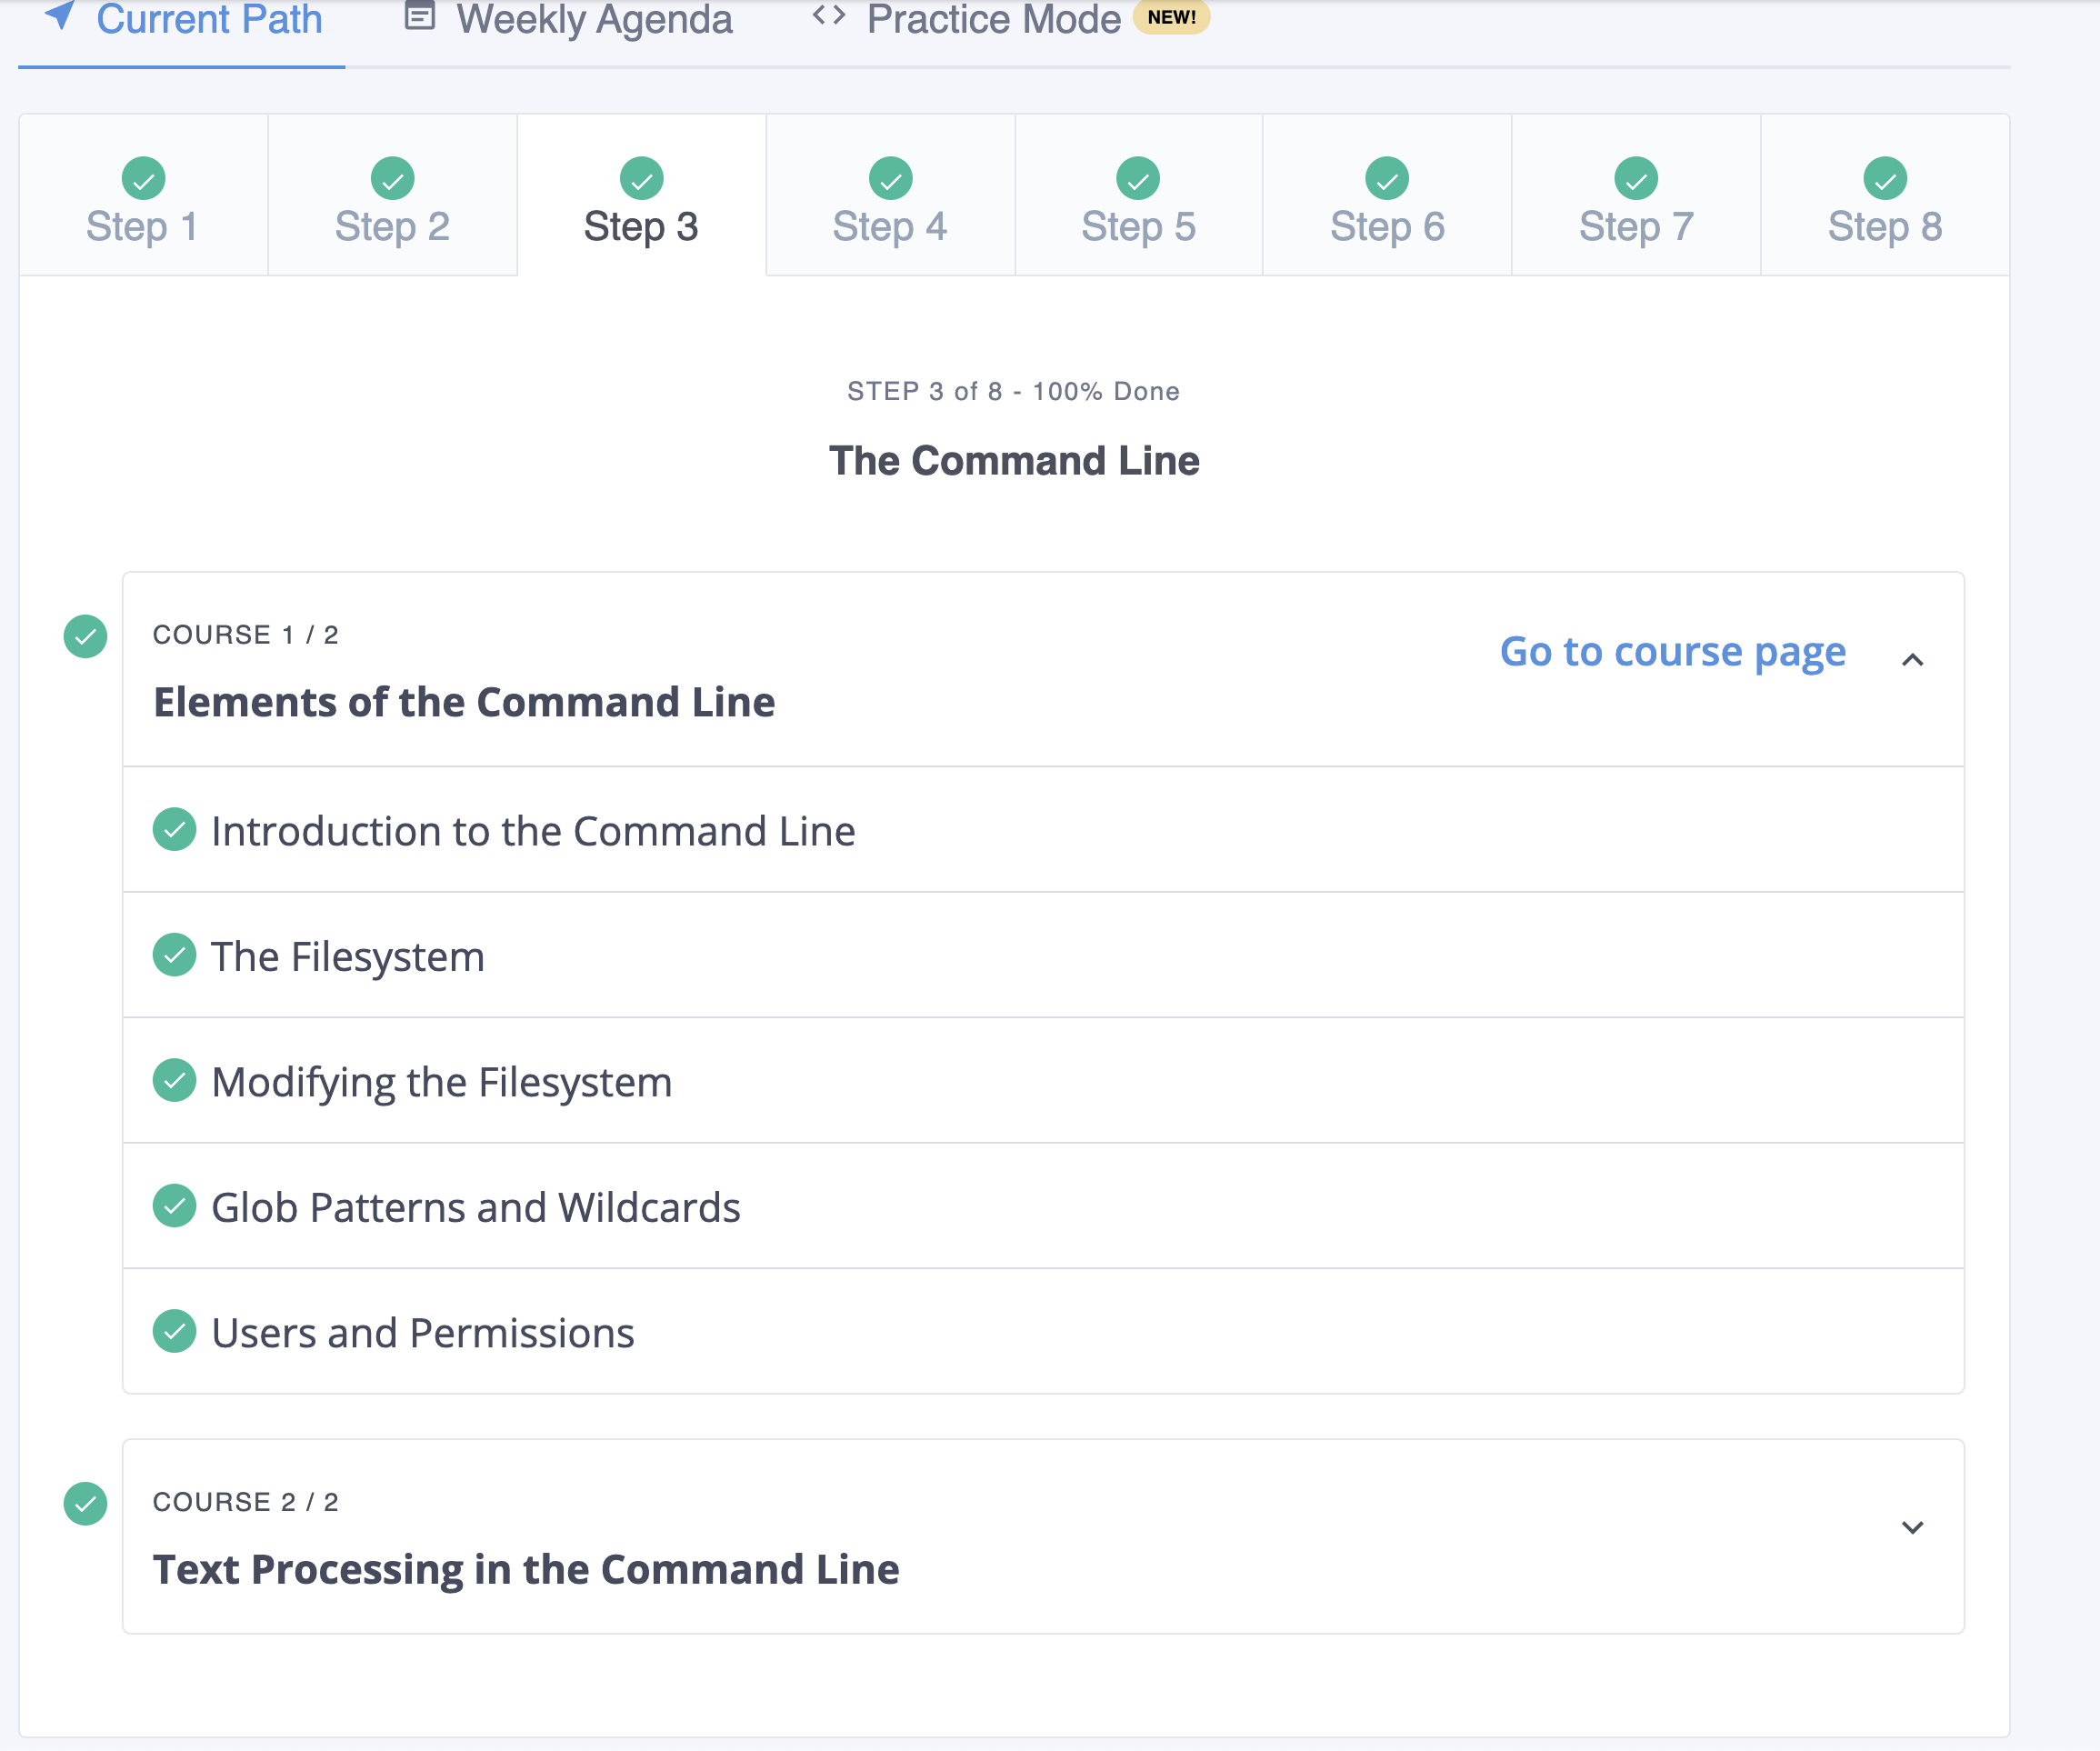 Current Path
Weekly Agenda
Practice Mode NEW!
Step 1
Step 2
Step 3
Step 4
Step 5
Step 6
Step 7
Step 8
STEP 3 of 8 - 100% Done
The Command Line
COURSE 1 / 2
Go to course page
Elements of the Command Line
Introduction to the Command Line
The Filesystem
Modifying the Filesystem
Glob Patterns and Wildcards
Users and Permissions
COURSE 2 / 2
Text Processing in the Command Line